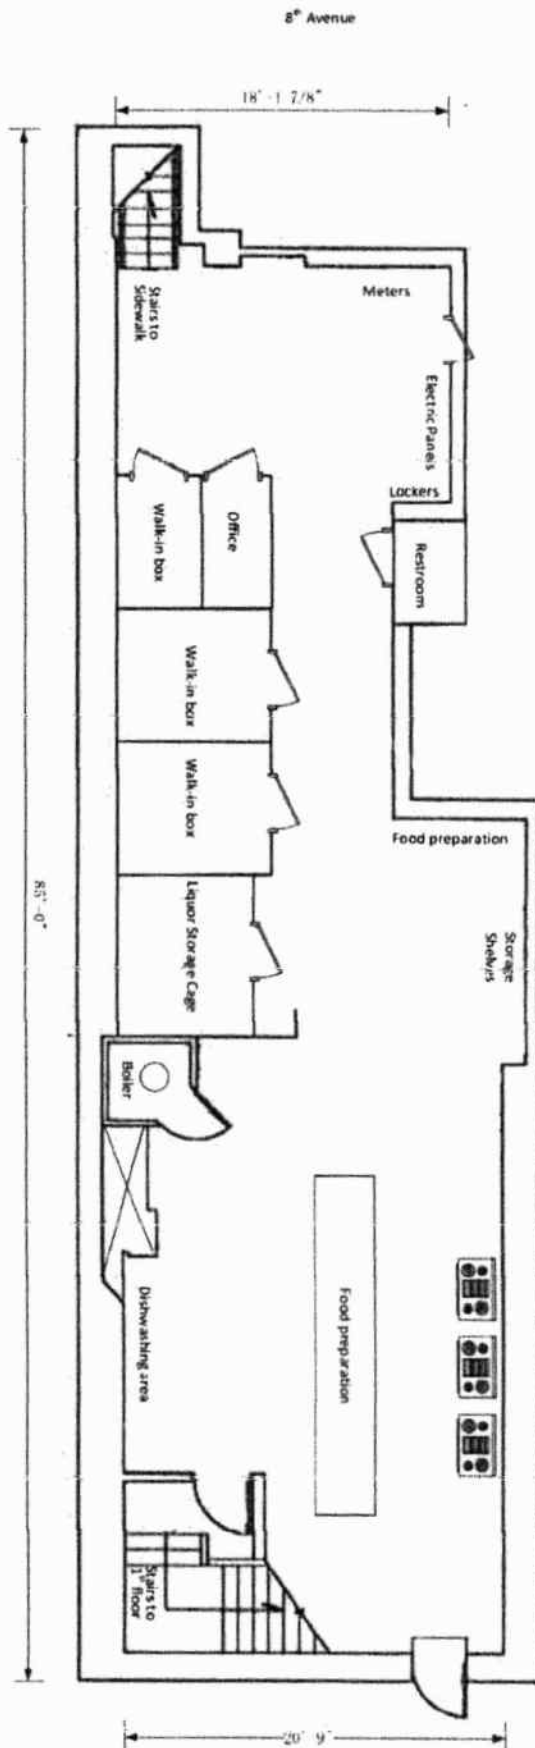 8th Avenue
18'-1 7/8"
Stairs to
Sidewalk
Meters
Electric Panels
Lockers
Walk-in box
Office
Restroom
Walk-in box
Walk-in box
Food preparation
Liquor Storage Cage
Storage
Shelves
85'-0"
Boiler
Dishwashing area
Food preparation
Stairs to
1st floor
20'-9"